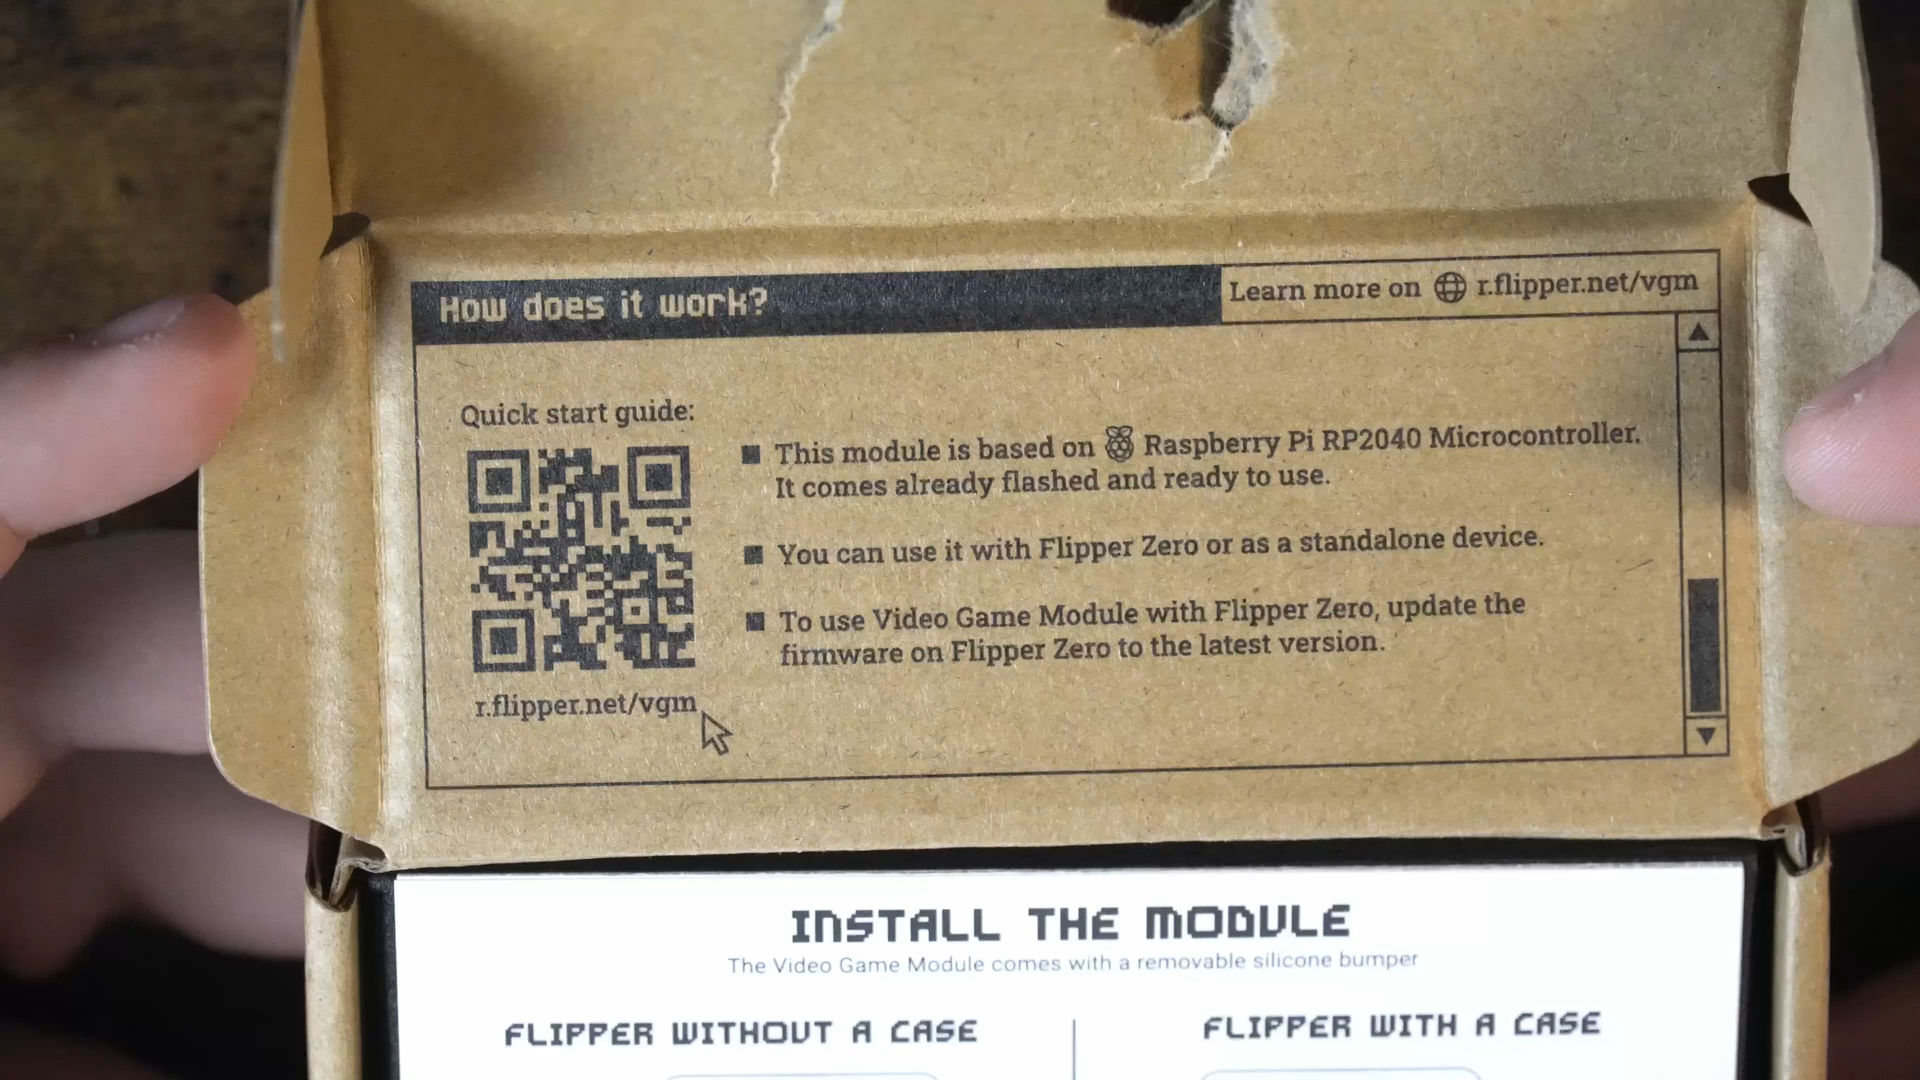 How does it work?
Learn more on r.flipper.net/vgm
Quick start guide:
r.flipper.net/vgm
This module is based on Raspberry Pi RP2040 Microcontroller.
It comes already flashed and ready to use.
You can use it with Flipper Zero or as a standalone device.
To use Video Game Module with Flipper Zero, update the
firmware on Flipper Zero to the latest version.
INSTALL THE MODULE
The Video Game Module comes with a removable silicone bumper
FLIPPER WITHOUT A CASE
FLIPPER WITH A CASE